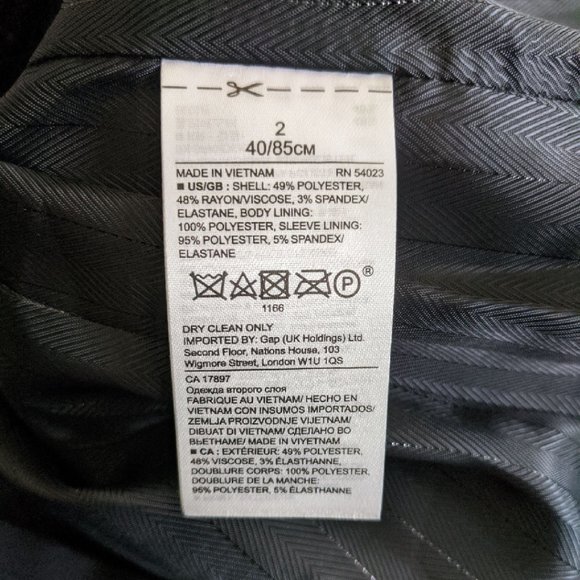 2
40/85CM
MADE IN VIETNAM RN 54023
■ US/GB : SHELL: 49% POLYESTER,
48% RAYON/VISCOSE, 3% SPANDEX/
ELASTANE, BODY LINING:
100% POLYESTER, SLEEVE LINING:
95% POLYESTER, 5% SPANDEX/
ELASTANE
P ®
1166
DRY CLEAN ONLY
IMPORTED BY: Gap (UK Holdings) Ltd.
Second Floor, Nations House, 103
Wigmore Street, London W1U 1QS
CA 17897
Одежда второго слоя
FABRIQUE AU VIETNAM/ HECHO EN
VIETNAM CON INSUMOS IMPORTADOS/
ZEMLJA PROIZVODNJE VIJETNAM/
DIBUAT DI VIETNAM/ СДЕЛАНО ВО
ВЬЕТНАМЕ/ MADE IN VIYETNAM
■ CA : EXTÉRIEUR: 49% POLYESTER,
48% VISCOSE, 3% ÉLASTHANNE,
DOUBLURE CORPS: 100% POLYESTER,
DOUBLURE DE LA MANCHE:
95% POLYESTER, 5% ÉLASTHANNE